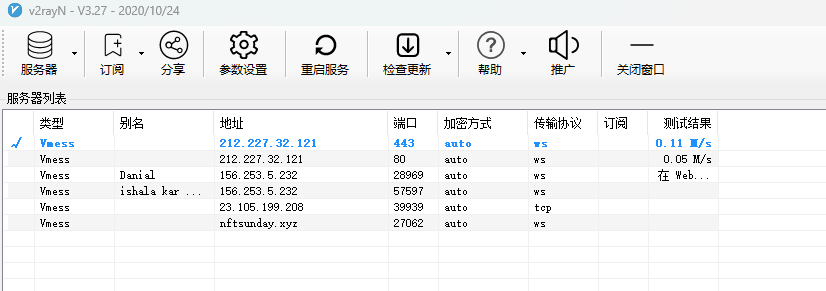 v2rayN - V3.27 - 2020/10/24
服务器 订阅 分享 参数设置 重启服务 检查更新 帮助 推广 关闭窗口
服务器列表
类型 别名 地址 端口 加密方式 传输协议 订阅 测试结果
Vmess 212.227.32.121 443 auto ws 0.11 M/s
Vmess 212.227.32.121 80 auto ws 0.05 M/s
Vmess Danial 156.253.5.232 28969 auto ws 在 Web...
Vmess ishala kar ... 156.253.5.232 57597 auto ws
Vmess 23.105.199.208 39939 auto tcp
Vmess nftsunday.xyz 27062 auto ws